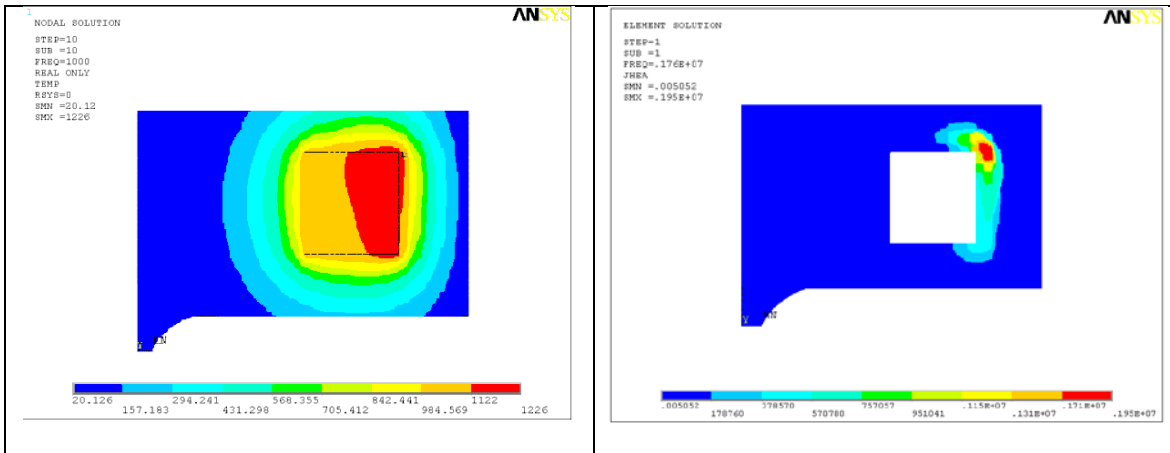 1
ANSYS
NODAL SOLUTION
STEP=10
SUB =10
FREQ=1000
REAL ONLY
TEMP
RSYS=0
SMN =20.12
SMX =1226
20.126 294.241 568.355 842.441 1122
157.183 431.298 705.412 984.569 1226
ANSYS
ELEMENT SOLUTION
STEP=1
SUB =1
FREQ=.176E+07
JHEA
SMN =.005052
SMX =.195E+07
Y
.005052 378570 757057 .115E+07 .171E+07
170760 570780 951041 .131E+07 .195E+07